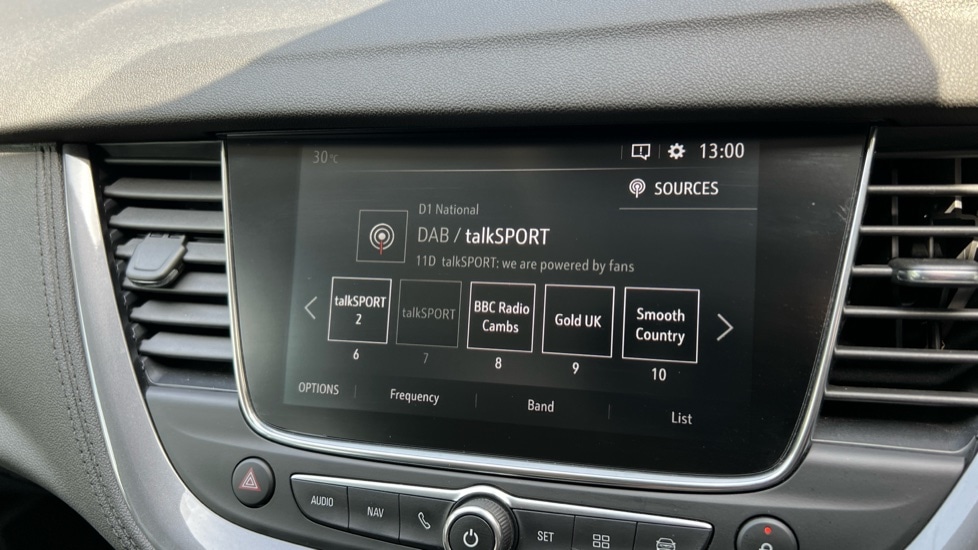 30 °C
13:00
SOURCES
D1 National
DAB / talkSPORT
11D talkSPORT: we are powered by fans
talkSPORT 2
talkSPORT
BBC Radio Cambs
Gold UK
Smooth Country
6
7
8
9
10
OPTIONS
Frequency
Band
List
AUDIO
NAV
SET